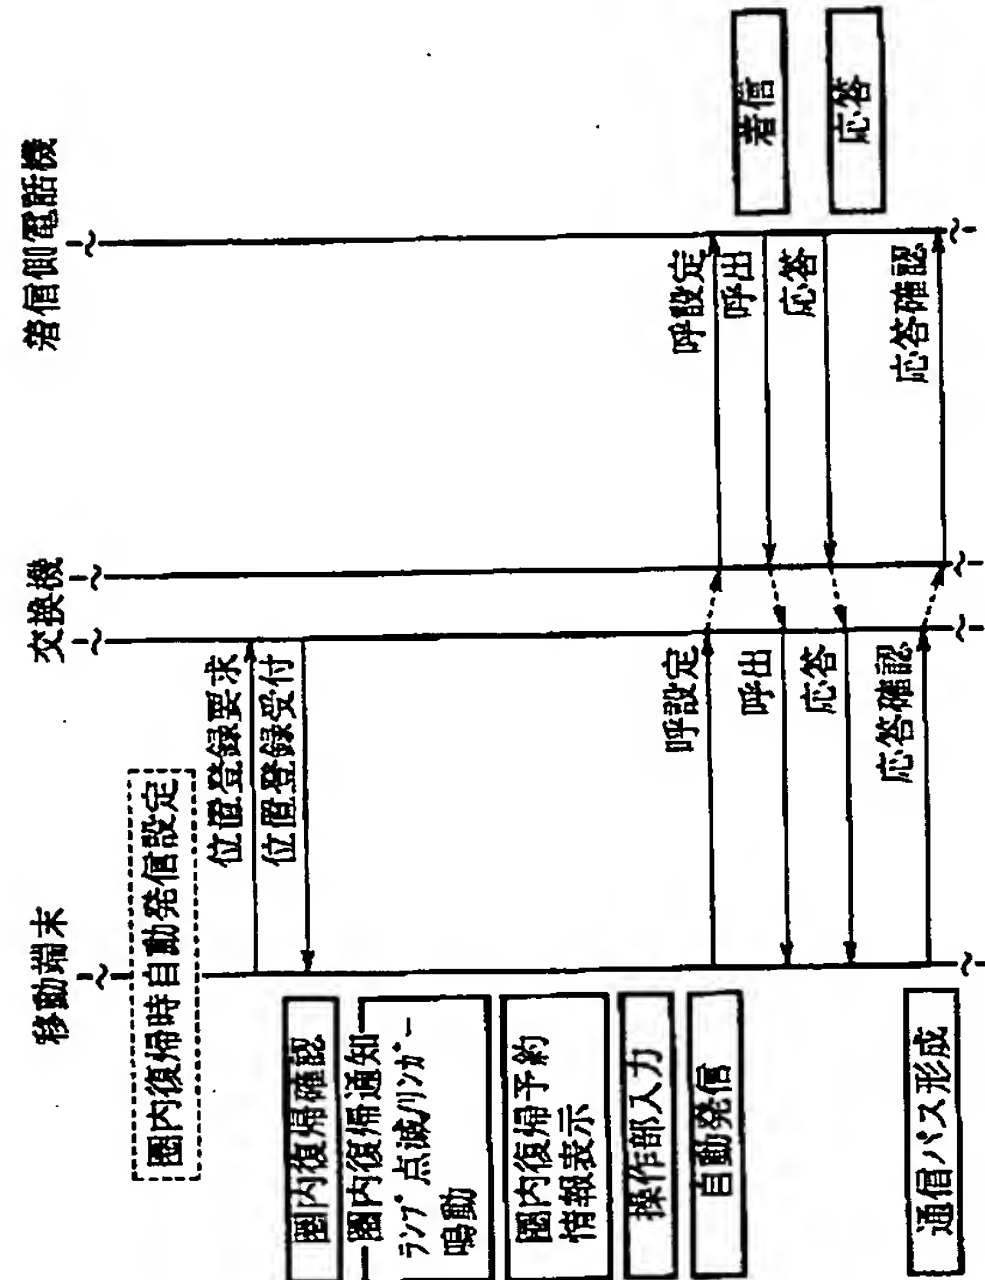 移動端末
交換機
着信側電話機
圏内復帰時自動発信設定
位置登録要求
位置登録受付
圏内復帰確認
圏内復帰通知
ランプ点滅/リンガー
鳴動
圏内復帰予約
情報表示
操作部入力
自動発信
呼設定
呼設定
着信
呼出
呼出
応答
応答
応答
応答確認
応答確認
通信パス形成